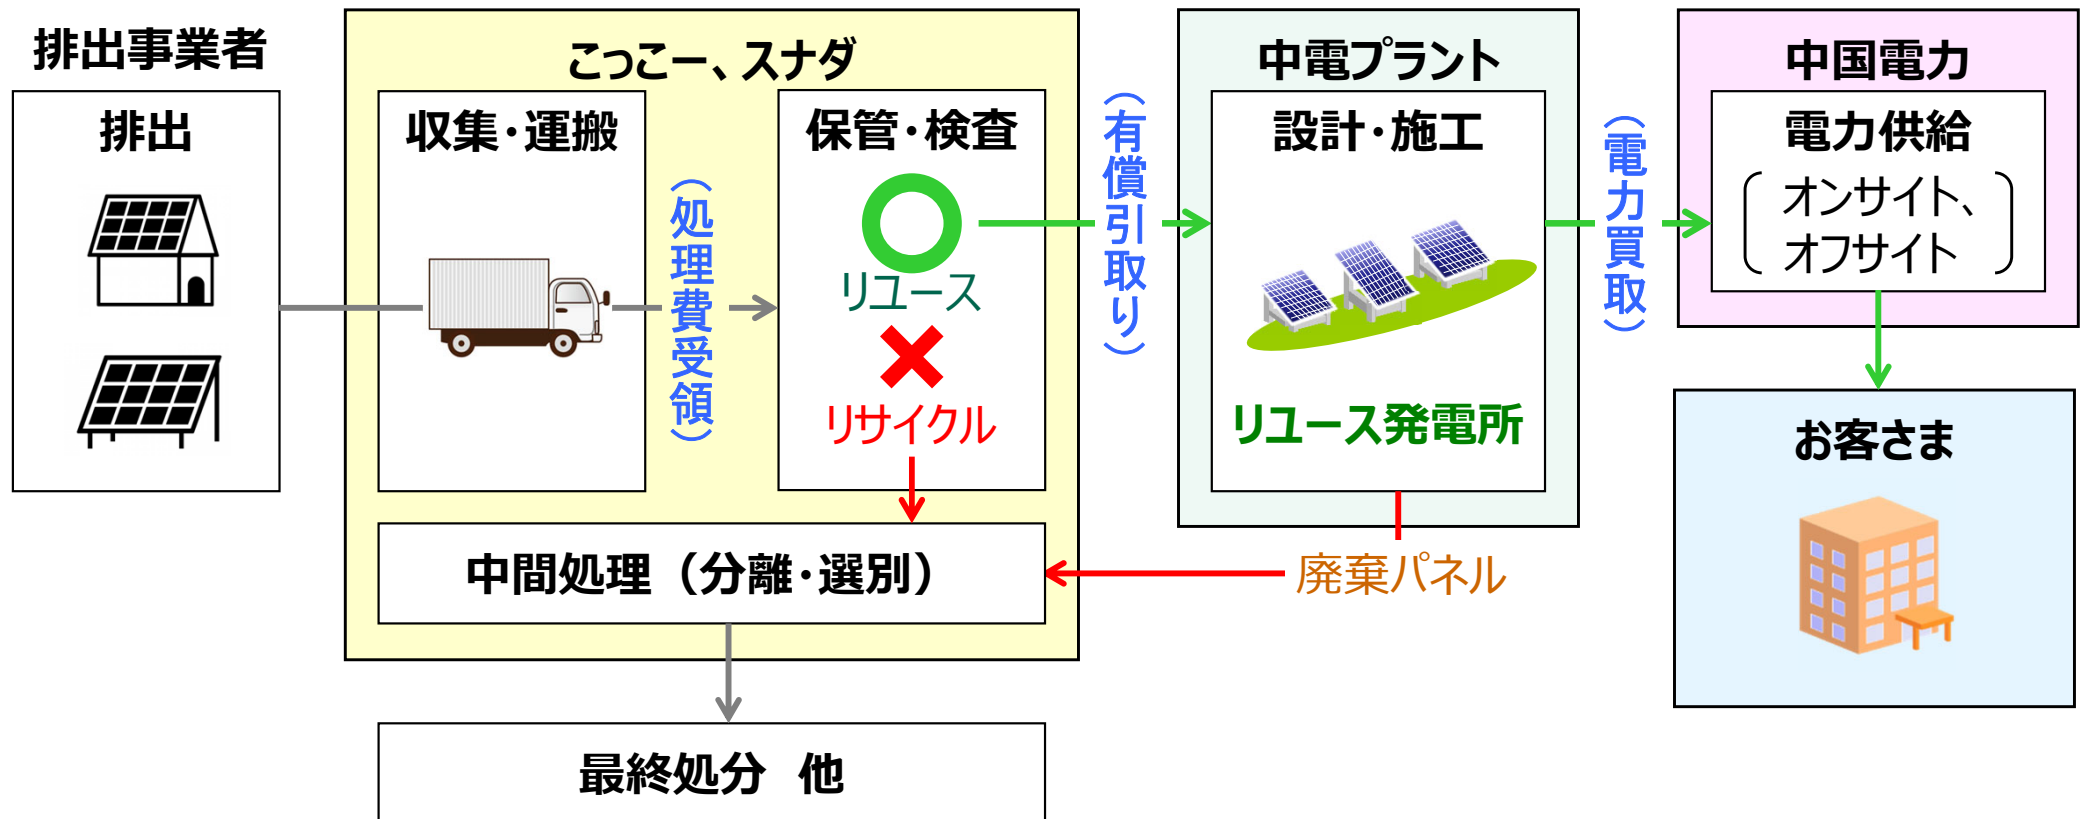 排出事業者
排出
こっこー、スナダ
収集・運搬
(処理費受領)
保管・検査
リユース
リサイクル
中間処理(分離・選別)
最終処分 他
(有償引取り)
中電プラント
設計・施工
リユース発電所
廃棄パネル
(電力買取)
中国電力
電力供給
オンサイト、
オフサイト
お客さま